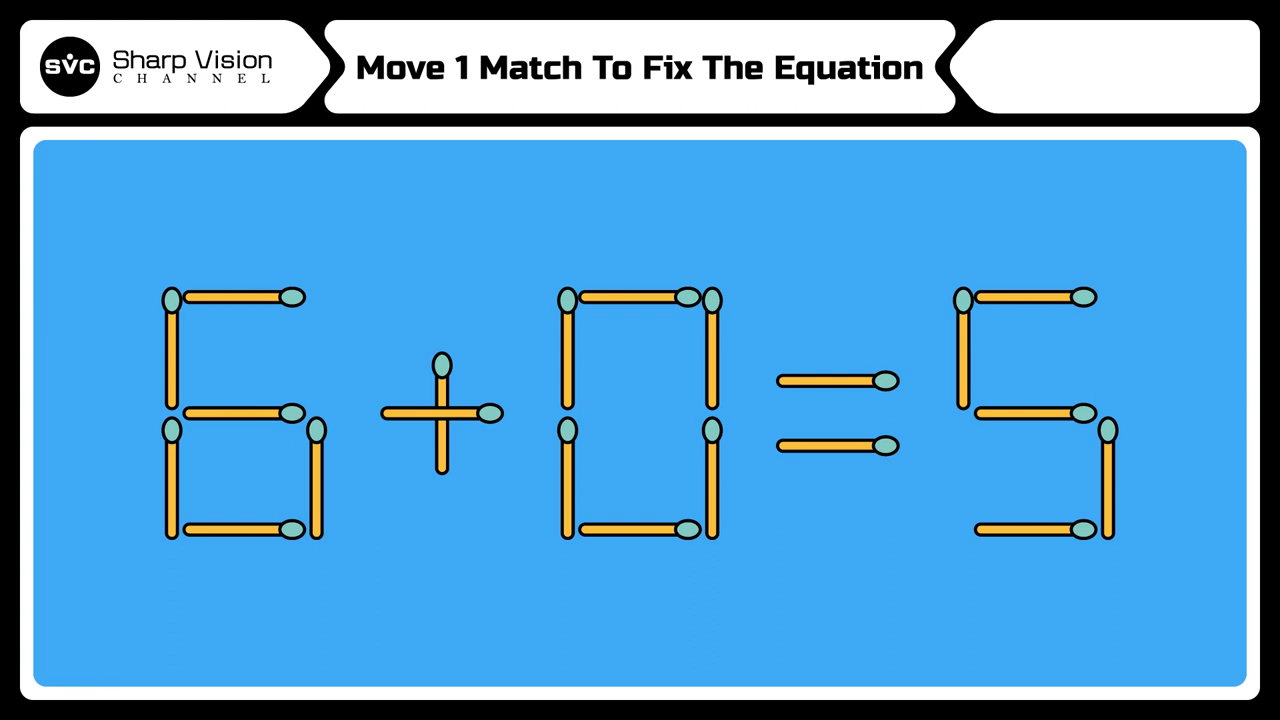 SVC
Sharp Vision
CHANNEL
Move 1 Match To Fix The Equation
6+0=5